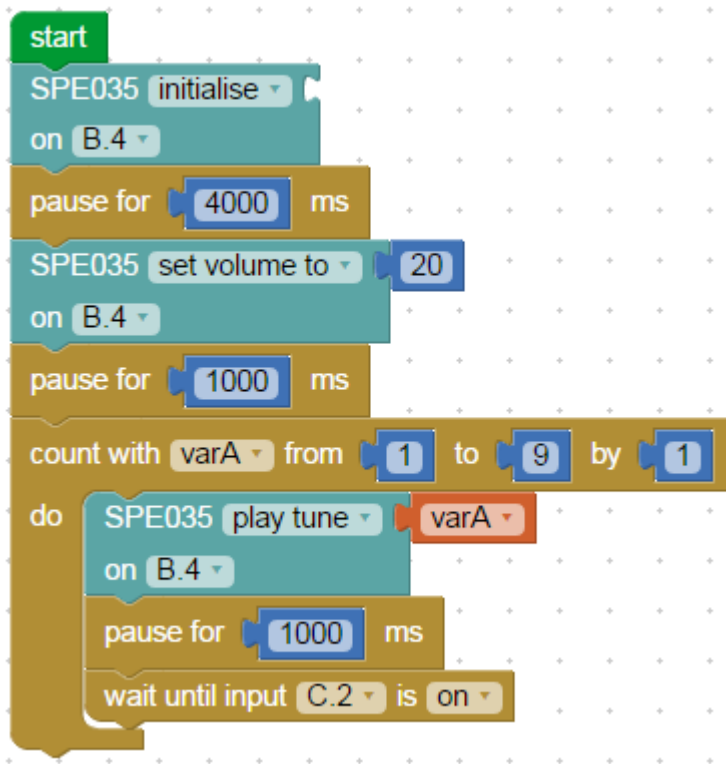 start
SPE035 initialise
on B.4
pause for 4000 ms
SPE035 set volume to 20
on B.4
pause for 1000 ms
count with varA from 1 to 9 by 1
do SPE035 play tune varA
on B.4
pause for 1000 ms
wait until input C.2 is on